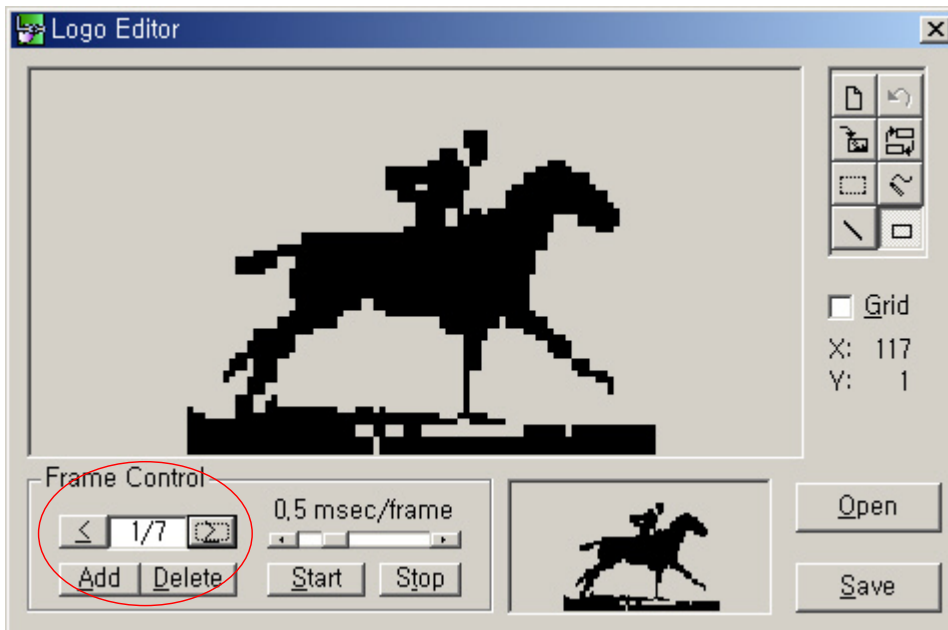 Logo Editor
Grid
X: 117
Y: 1
Frame Control
< 1/7 >
0,5 msec/frame
Add Delete Start Stop
Open
Save